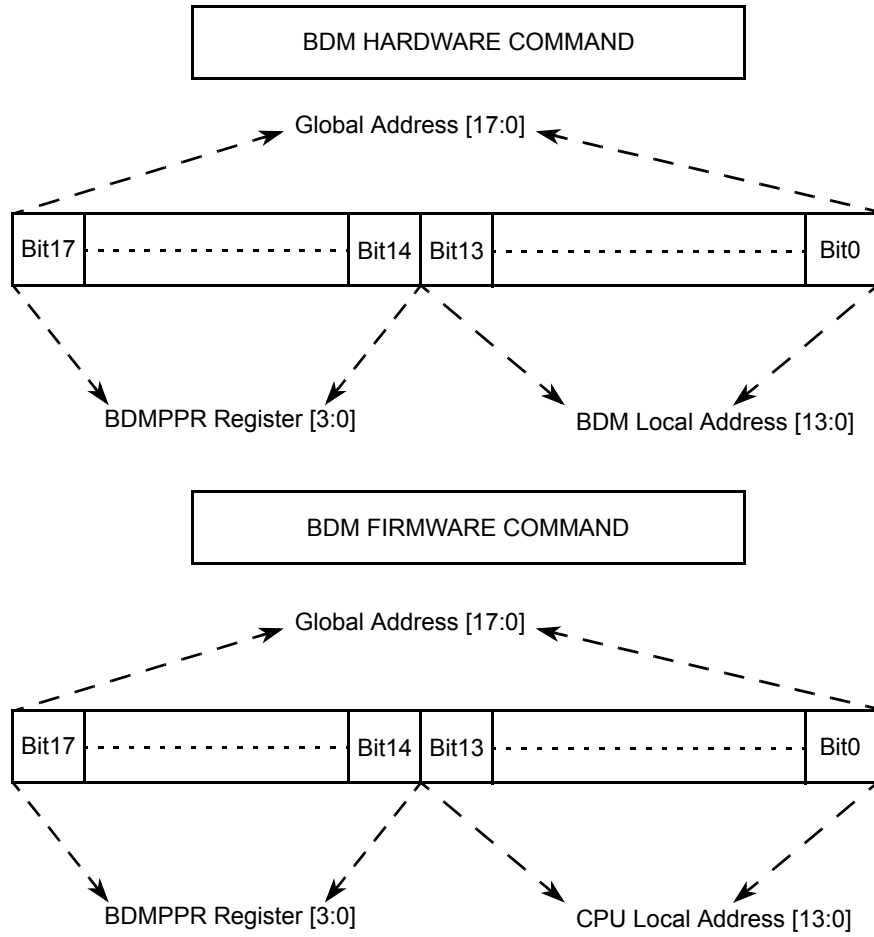 BDM HARDWARE COMMAND
Global Address [17:0]
Bit17 Bit14 Bit13 Bit0
BDMPPR Register [3:0] BDM Local Address [13:0]
BDM FIRMWARE COMMAND
Global Address [17:0]
Bit17 Bit14 Bit13 Bit0
BDMPPR Register [3:0] CPU Local Address [13:0]